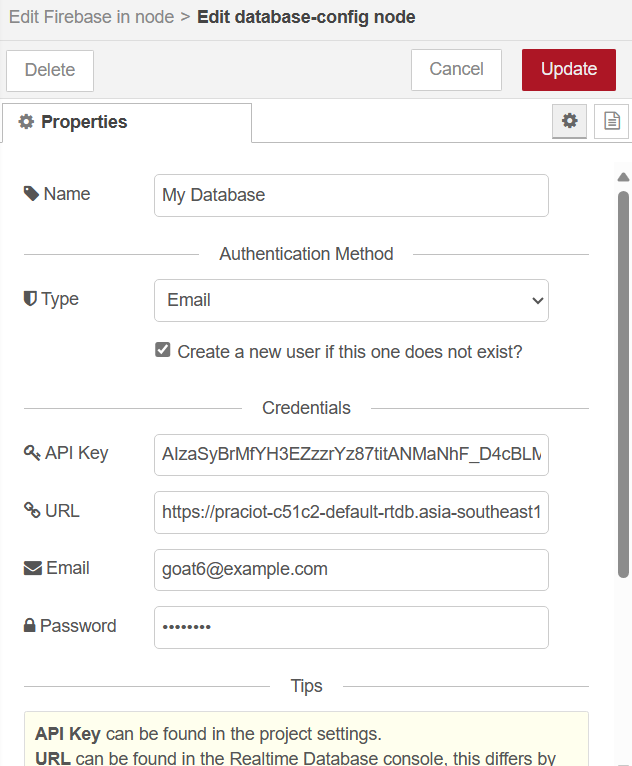 Edit Firebase in node > Edit database-config node
Delete
Cancel
Update
Properties
Name
My Database
Authentication Method
Type
Email
Create a new user if this one does not exist?
Credentials
API Key
AIzaSyBrMfYH3EZzzrYz87titANMaNhF_D4cBLM
URL
https://praciot-c51c2-default-rtdb.asia-southeast1
Email
goat6@example.com
Password
••••••••
Tips
API Key can be found in the project settings.
URL can be found in the Realtime Database console, this differs by